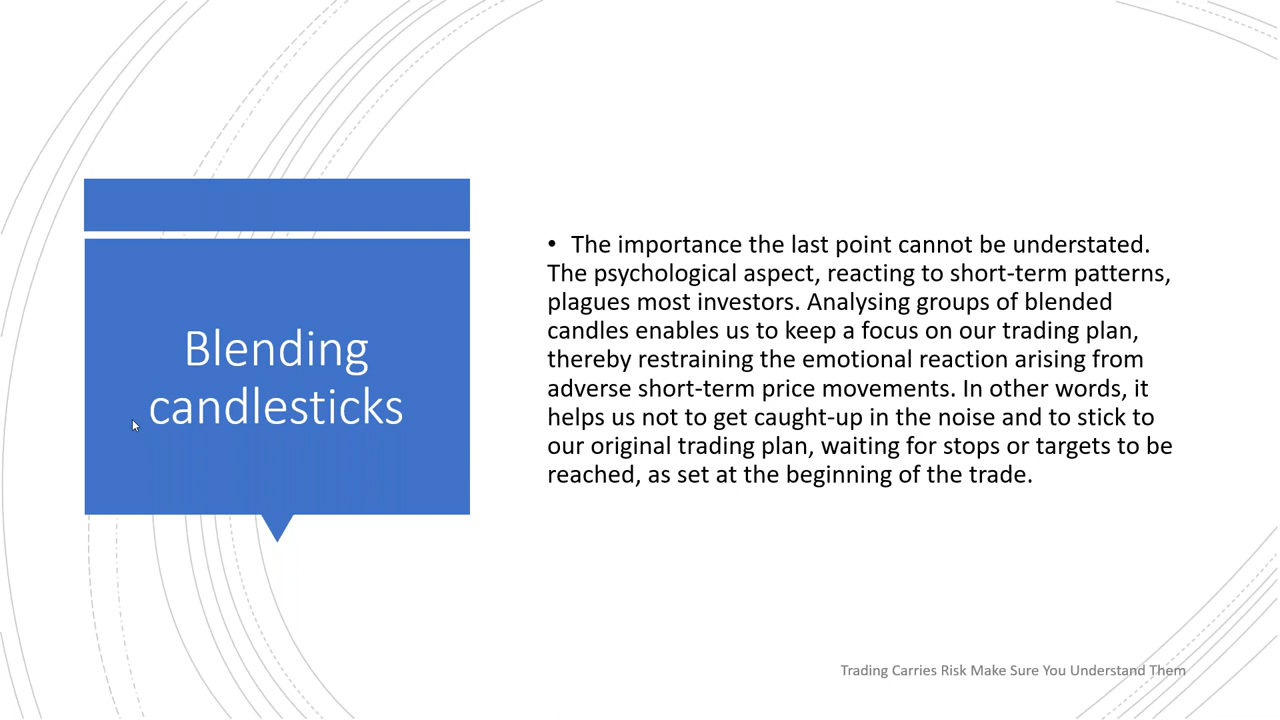 Blending
candlesticks
• The importance the last point cannot be understated.
The psychological aspect, reacting to short-term patterns,
plagues most investors. Analysing groups of blended
candles enables us to keep a focus on our trading plan,
thereby restraining the emotional reaction arising from
adverse short-term price movements. In other words, it
helps us not to get caught-up in the noise and to stick to
our original trading plan, waiting for stops or targets to be
reached, as set at the beginning of the trade.
Trading Carries Risk Make Sure You Understand Them